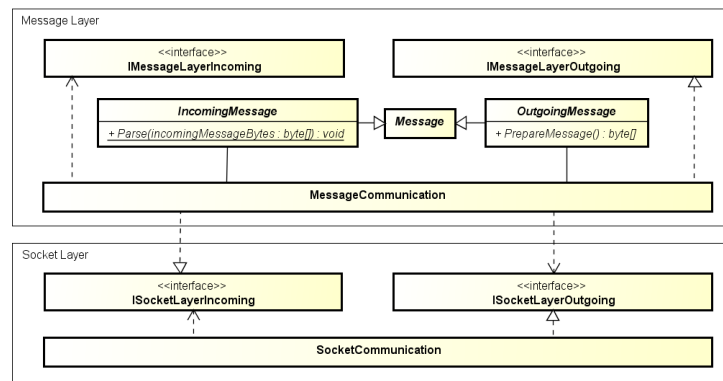 Message Layer
<<interface>>
IMessageLayerIncoming
<<interface>>
IMessageLayerOutgoing
IncomingMessage
+ Parse(incomingMessageBytes : byte[]) : void
Message
OutgoingMessage
+ PrepareMessage() : byte[]
MessageCommunication
Socket Layer
<<interface>>
ISocketLayerIncoming
<<interface>>
ISocketLayerOutgoing
SocketCommunication